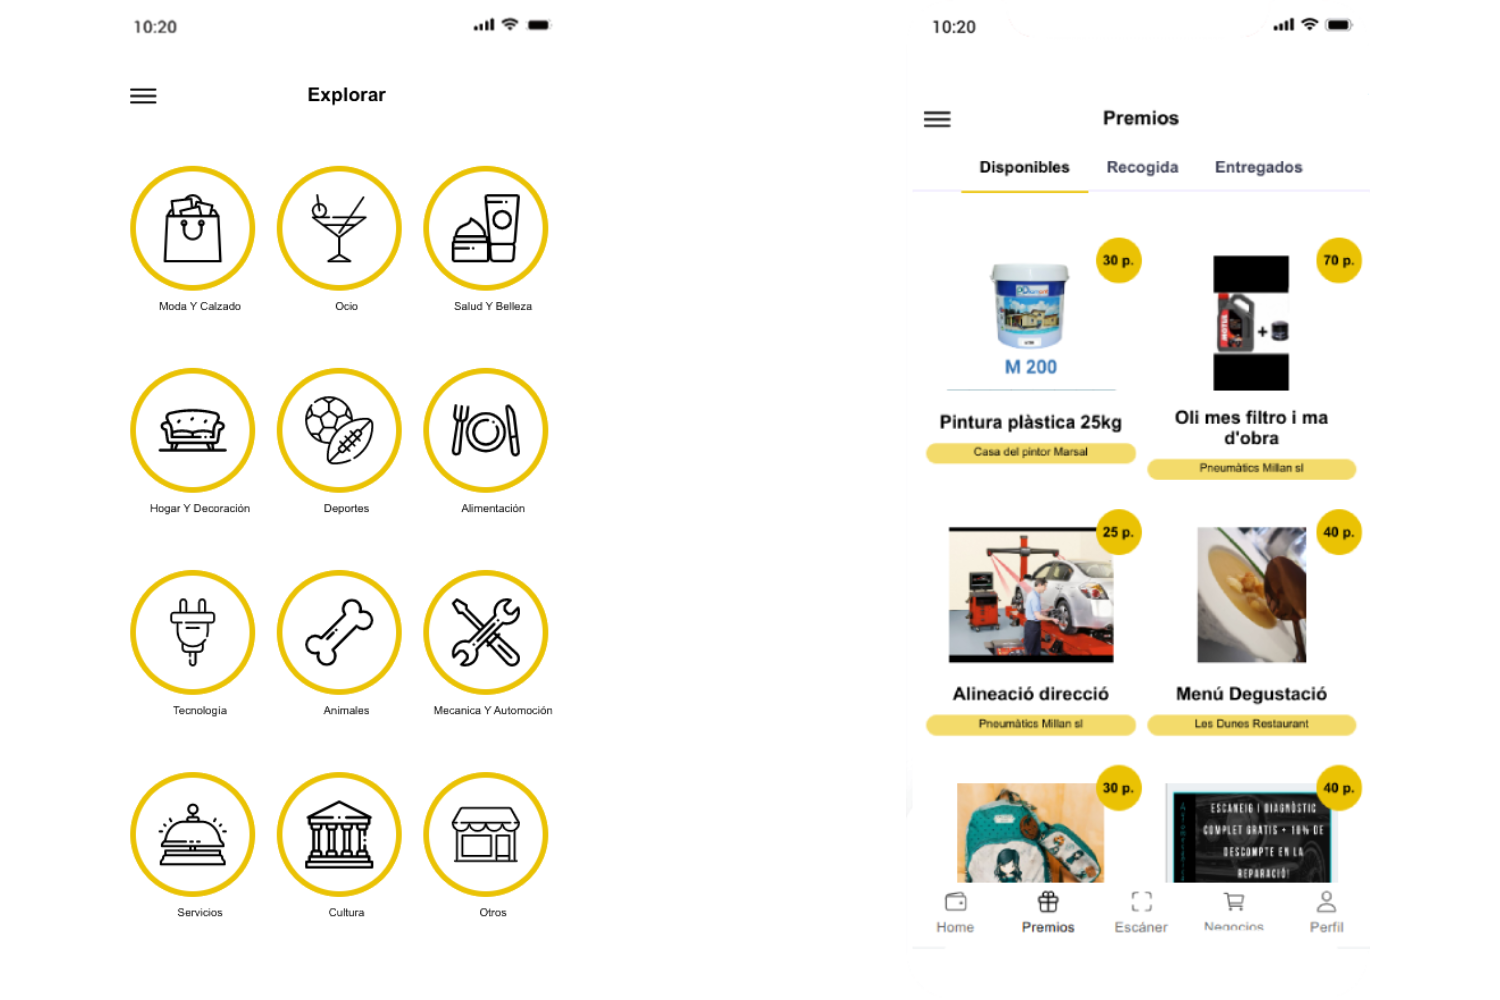 10:20
Explorar
Moda Y Calzado
Ocio
Salud Y Belleza
Hogar Y Decoración
Deportes
Alimentación
Tecnología
Animales
Mecanica Y Automoción
Servicios
Cultura
Otros
10:20
Premios
Disponibles
Recogida
Entregados
30 p.
70 p.
M 200
MOTUL
+
Pintura plàstica 25kg
Oli mes filtro i ma
d'obra
Casa del pintor Marsal
Pneumàtics Millan sl
25 p.
40 p.
Alineació direcció
Menú Degustació
Pneumàtics Millan sl
Les Dunes Restaurant
30 p.
40 p.
ESCANEIG I DIAGNÒSTIC
COMPLET GRATIS + 10% DE
DESCOMPTE EN LA
REPARACIÓ!
Home
Premios
Escáner
Negocios
Perfil